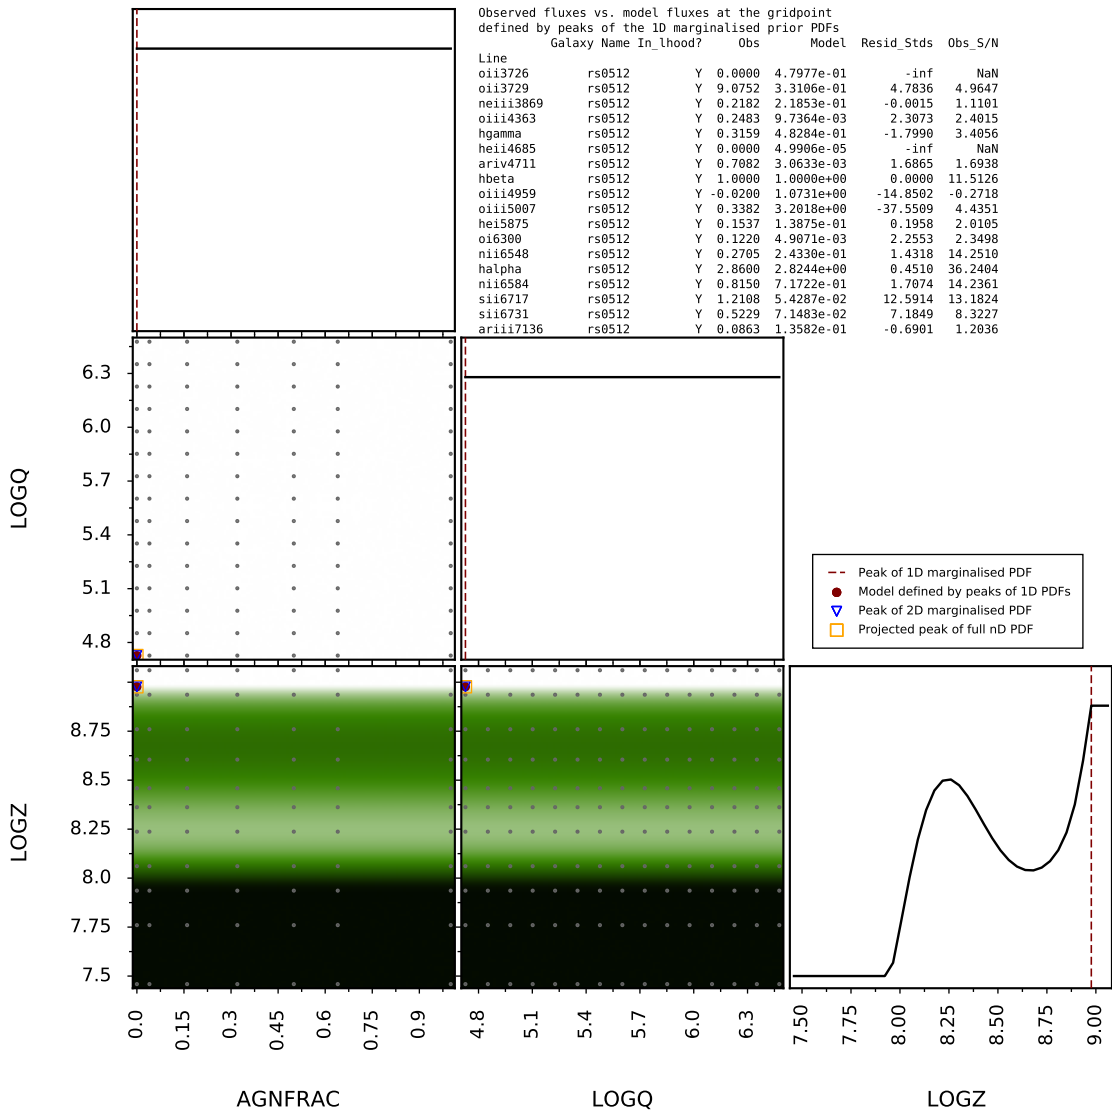 Observed fluxes vs. model fluxes at the gridpoint
defined by peaks of the 1D marginalised prior PDFs
Galaxy Name In_lhood? Obs Model Resid_Stds Obs_S/N
Line
oii3726 rs0512 Y 0.0000 4.7977e-01 -inf NaN
oii3729 rs0512 Y 9.0752 3.3106e-01 4.7836 4.9647
neiii3869 rs0512 Y 0.2182 2.1853e-01 -0.0015 1.1101
oiii4363 rs0512 Y 0.2483 9.7364e-03 2.3073 2.4015
hgamma rs0512 Y 0.3159 4.8284e-01 -1.7990 3.4056
heii4685 rs0512 Y 0.0000 4.9906e-05 -inf NaN
ariv4711 rs0512 Y 0.7082 3.0633e-03 1.6865 1.6938
hbeta rs0512 Y 1.0000 1.0000e+00 0.0000 11.5126
oiii4959 rs0512 Y -0.0200 1.0731e+00 -14.8502 -0.2718
oiii5007 rs0512 Y 0.3382 3.2018e+00 -37.5509 4.4351
hei5875 rs0512 Y 0.1537 1.3875e-01 0.1958 2.0105
oi6300 rs0512 Y 0.1220 4.9071e-03 2.2553 2.3498
nii6548 rs0512 Y 0.2705 2.4330e-01 1.4318 14.2510
halpha rs0512 Y 2.8600 2.8244e+00 0.4510 36.2404
nii6584 rs0512 Y 0.8150 7.1722e-01 1.7074 14.2361
sii6717 rs0512 Y 1.2108 5.4287e-02 12.5914 13.1824
sii6731 rs0512 Y 0.5229 7.1483e-02 7.1849 8.3227
ariii7136 rs0512 Y 0.0863 1.3582e-01 -0.6901 1.2036
6.3
6.0
5.7
5.4
5.1
4.8
LOGQ
Peak of 1D marginalised PDF
Model defined by peaks of 1D PDFs
Peak of 2D marginalised PDF
Projected peak of full nD PDF
8.75
8.5
8.25
8.0
7.75
7.5
LOGZ
0.0 0.15 0.3 0.45 0.6 0.75 0.9
4.8 5.1 5.4 5.7 6.0 6.3
7.50 7.75 8.00 8.25 8.50 8.75 9.00
AGNFRAC LOGQ LOGZ